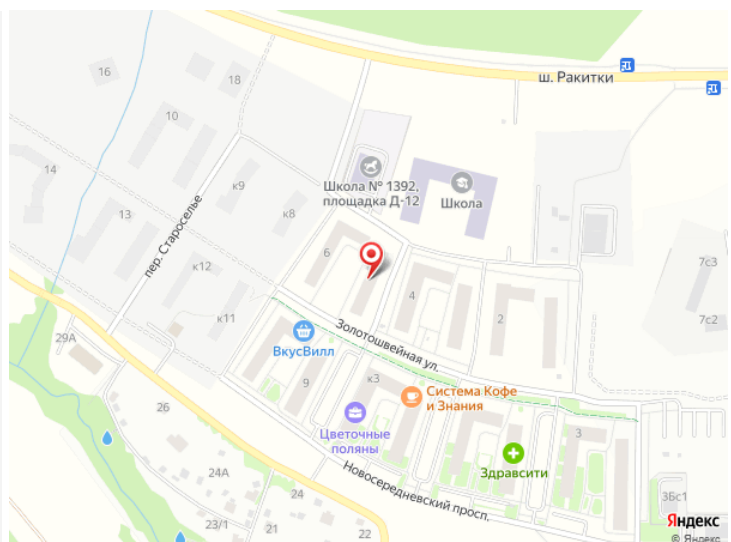 ш. Ракитки
16
18
10
14
к9
Школа № 1392,
площадка Д-12
Школа
13
к8
пер. Староселье
6
к12
7с3
4
2
7с2
к11
Золотошвейная ул.
29А
ВкусВилл
9
к3
Система Кофе
и Знания
26
Цветочные
поляны
3
24А
Здравсити
Новосередневский просп.
24
3Бс1
23/1
22
Яндекс
© Яндекс